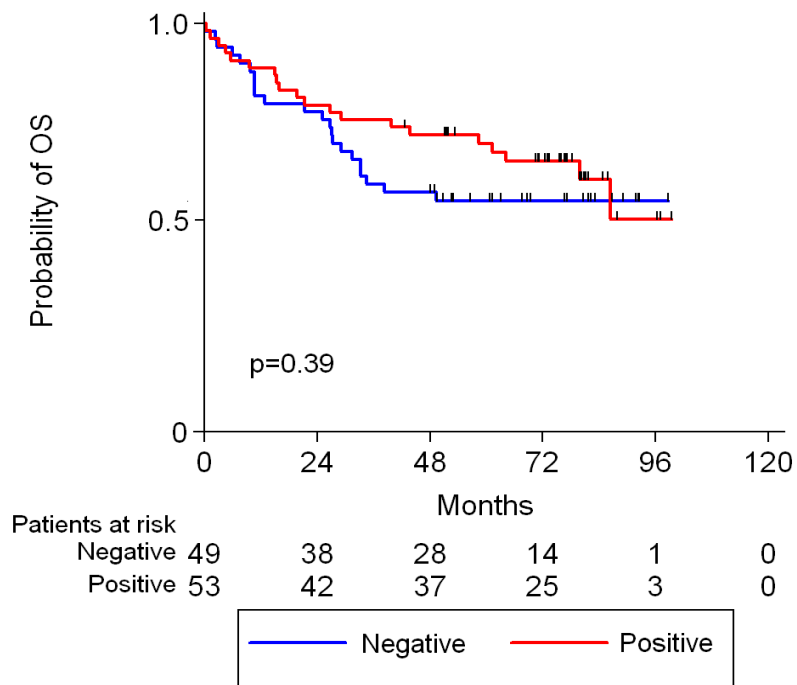 1.0
Probability of OS
0.5
p=0.39
0
0 24 48 72 96 120
Months
Patients at risk
Negative 49 38 28 14 1 0
Positive 53 42 37 25 3 0
Negative Positive